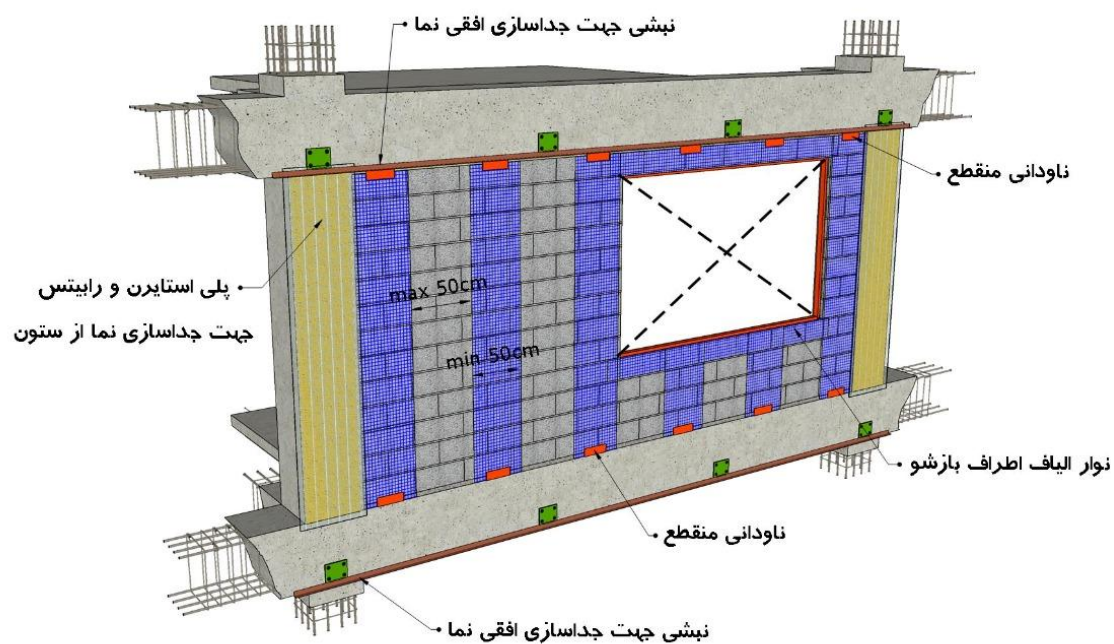 نبشی جهت جداسازی افقی نما
ناودانی منقطع
پلی استایرن و رابیتس
جهت جداسازی نما از ستون
max 50cm
min 50cm
نوار الیاف اطراف بازشو
ناودانی منقطع
نبشی جهت جداسازی افقی نما